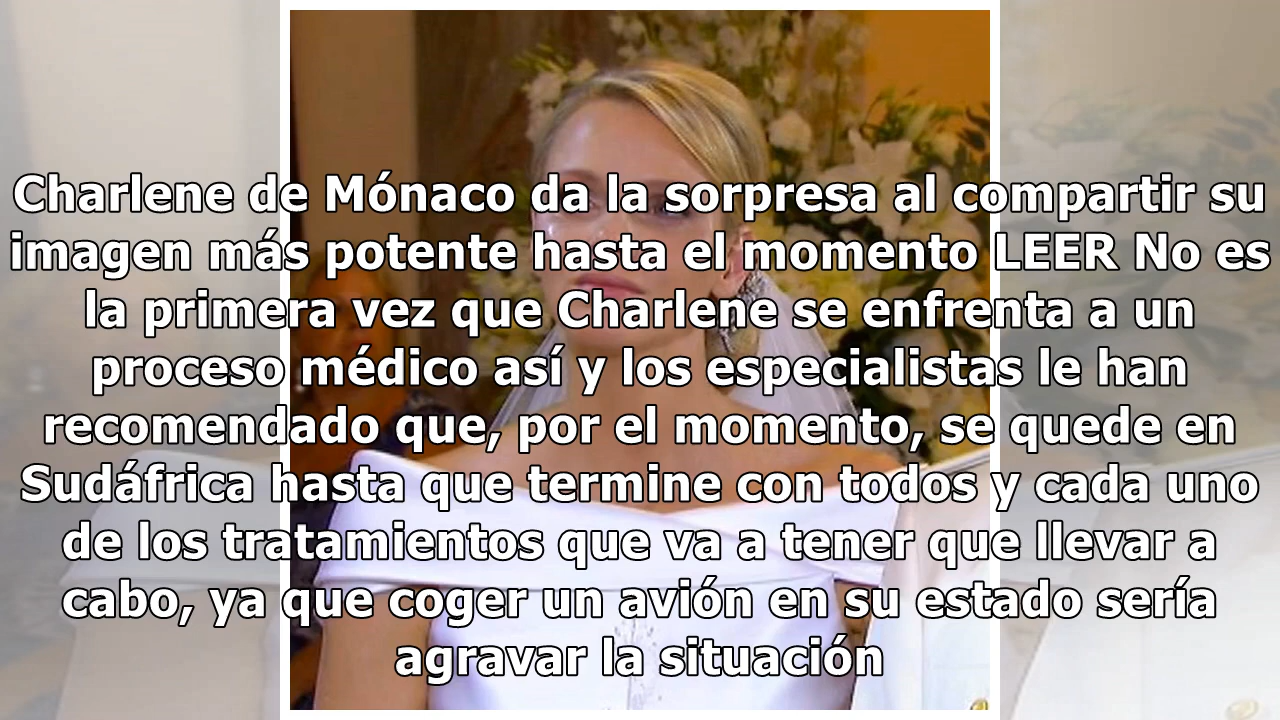 Charlene de Mónaco da la sorpresa al compartir su
imagen más potente hasta el momento LEER No es
la primera vez que Charlene se enfrenta a un
proceso médico así y los especialistas le han
recomendado que, por el momento, se quede en
Sudáfrica hasta que termine con todos y cada uno
de los tratamientos que va a tener que llevar a
cabo, ya que coger un avión en su estado sería
agravar la situación